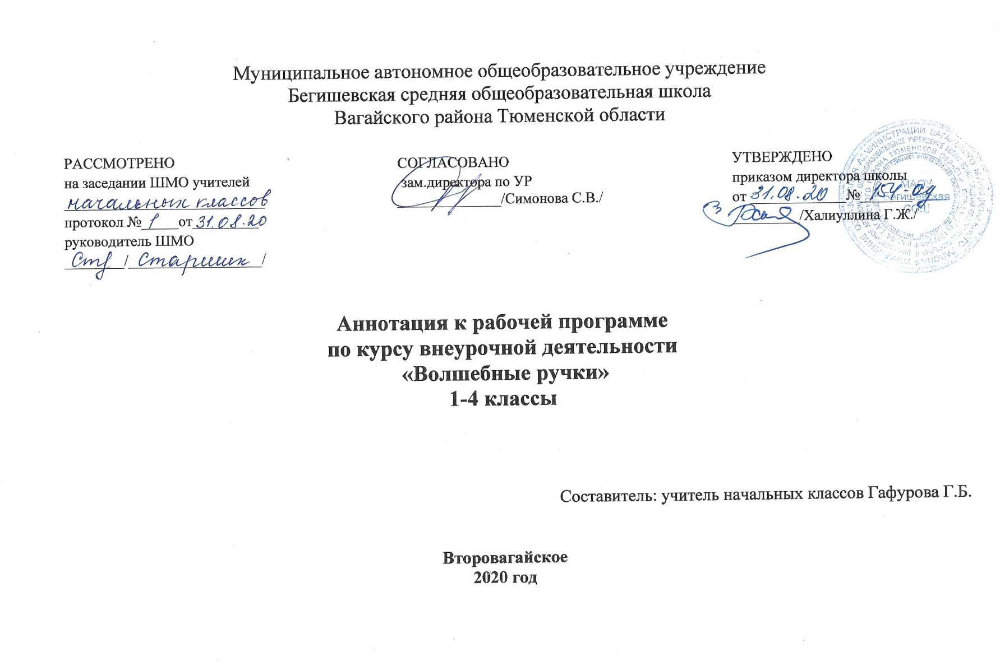 Муниципальное автономное общеобразовательное учреждение
Бегишевская средняя общеобразовательная школа
Вагайского района Тюменской области
РАССМОТРЕНО
на заседании ШМО учителей
начальных классов
протокол № 1 от 31.08.20
руководитель ШМО
/ /
СОГЛАСОВАНО
зам.директора по УР
/Симонова С.В./
УТВЕРЖДЕНО
приказом директора школы
от 31.08.20 № 154-од
/Халиуллина Г.Ж./
МАОУ
Бегишевская
СОШ
Аннотация к рабочей программе
по курсу внеурочной деятельности
«Волшебные ручки»
1-4 классы
Составитель: учитель начальных классов Гафурова Г.Б.
Второвагайское
2020 год